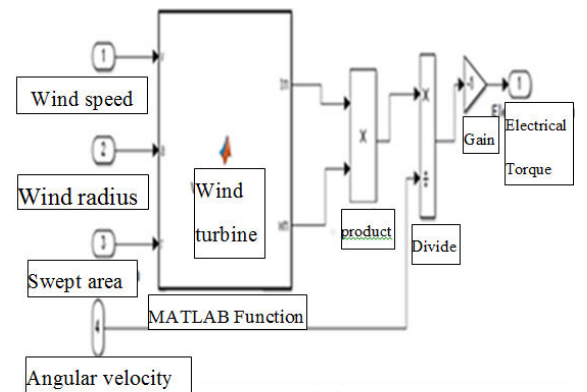 1
Wind speed
2
Wind radius
3
Swept area
4
Angular velocity
Wind
turbine
MATLAB Function
X
product
X
÷
Divide
-1
Gain
1
Electrical
Torque